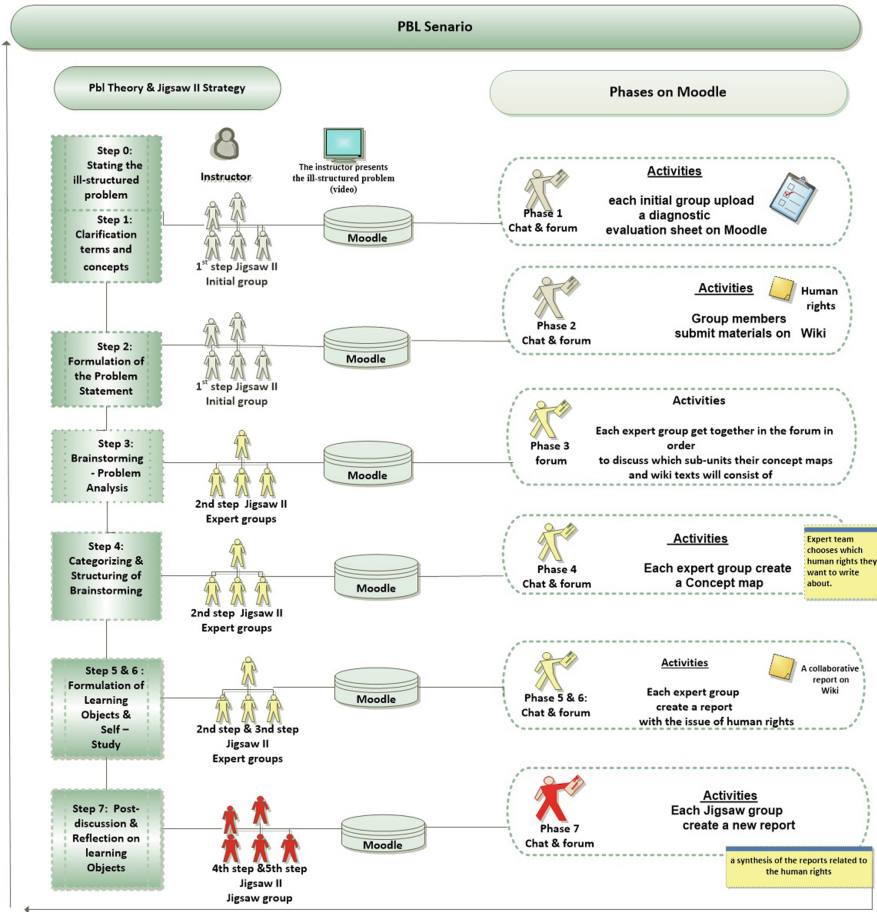 PBL Senario
Pbl Theory & Jigsaw II Strategy
Phases on Moodle
Step 0:
Stating the
ill-structured
problem
Instructor
The instructor presents
the ill-structured problem
(video)
Step 1:
Clarification
terms and
concepts
1st step Jigsaw II
Initial group
Moodle
Phase 1
Chat & forum
Activities
each initial group upload
a diagnostic
evaluation sheet on Moodle
Step 2:
Formulation of
the Problem
Statement
1st step Jigsaw II
Initial group
Moodle
Phase 2
Chat & forum
Activities
Group members
submit materials on Wiki
Human
rights
Step 3:
Brainstorming
- Problem
Analysis
2nd step Jigsaw II
Expert groups
Moodle
Phase 3
forum
Activities
Each expert group get together in the forum in
order
to discuss which sub-units their concept maps
and wiki texts will consist of
Step 4:
Categorizing &
Structuring of
Brainstorming
2nd step Jigsaw II
Expert groups
Moodle
Phase 4
Chat & forum
Activities
Each expert group create
a Concept map
Expert team
chooses which
human rights they
want to write
about.
Step 5 & 6 :
Formulation of
Learning
Objects &
Self –
Study
2nd step & 3nd step
Jigsaw II
Expert groups
Moodle
Phase 5 & 6:
Chat & forum
Activities
Each expert group
create a report
with the issue of human rights
A collaborative
report on
Wiki
Step 7: Post-
discussion &
Reflection on
learning
Objects
4th step &5th step
Jigsaw II
Jigsaw group
Moodle
Phase 7
Chat & forum
Activities
Each Jigsaw group
create a new report
a synthesis of the reports related to
the human rights